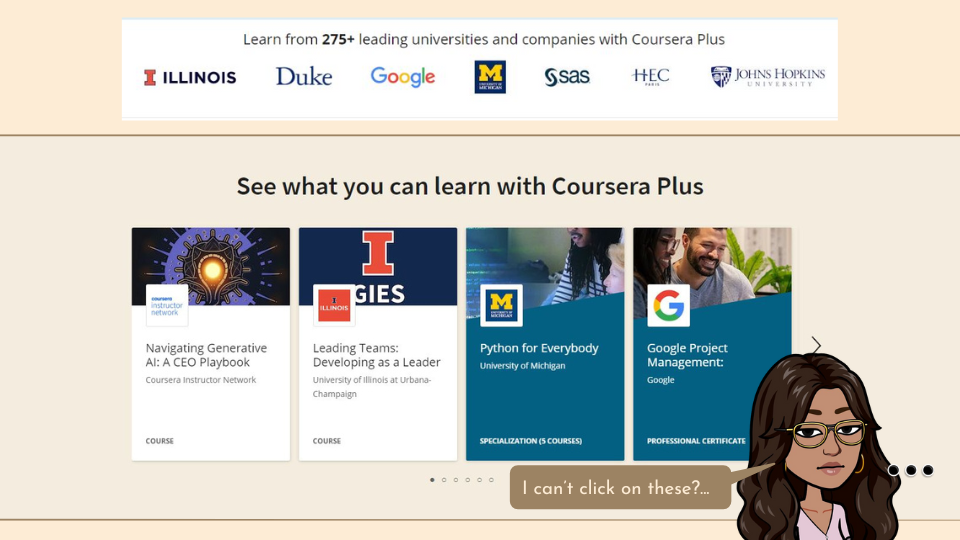 Learn from 275+ leading universities and companies with Coursera Plus
I ILLINOIS
Duke
Google
M
UNIVERSITY OF
MICHIGAN
sas
HEC
PARIS
JOHNS HOPKINS
UNIVERSITY
See what you can learn with Coursera Plus
coursera
instructor
network
Navigating Generative
AI: A CEO Playbook
Coursera Instructor Network
COURSE
I
GIES
I
ILLINOIS
Leading Teams:
Developing as a Leader
University of Illinois at Urbana-
Champaign
COURSE
M
UNIVERSITY OF
MICHIGAN
Python for Everybody
University of Michigan
SPECIALIZATION (5 COURSES)
G
Google Project
Management:
Google
PROFESSIONAL CERTIFICATE
I can't click on these?...